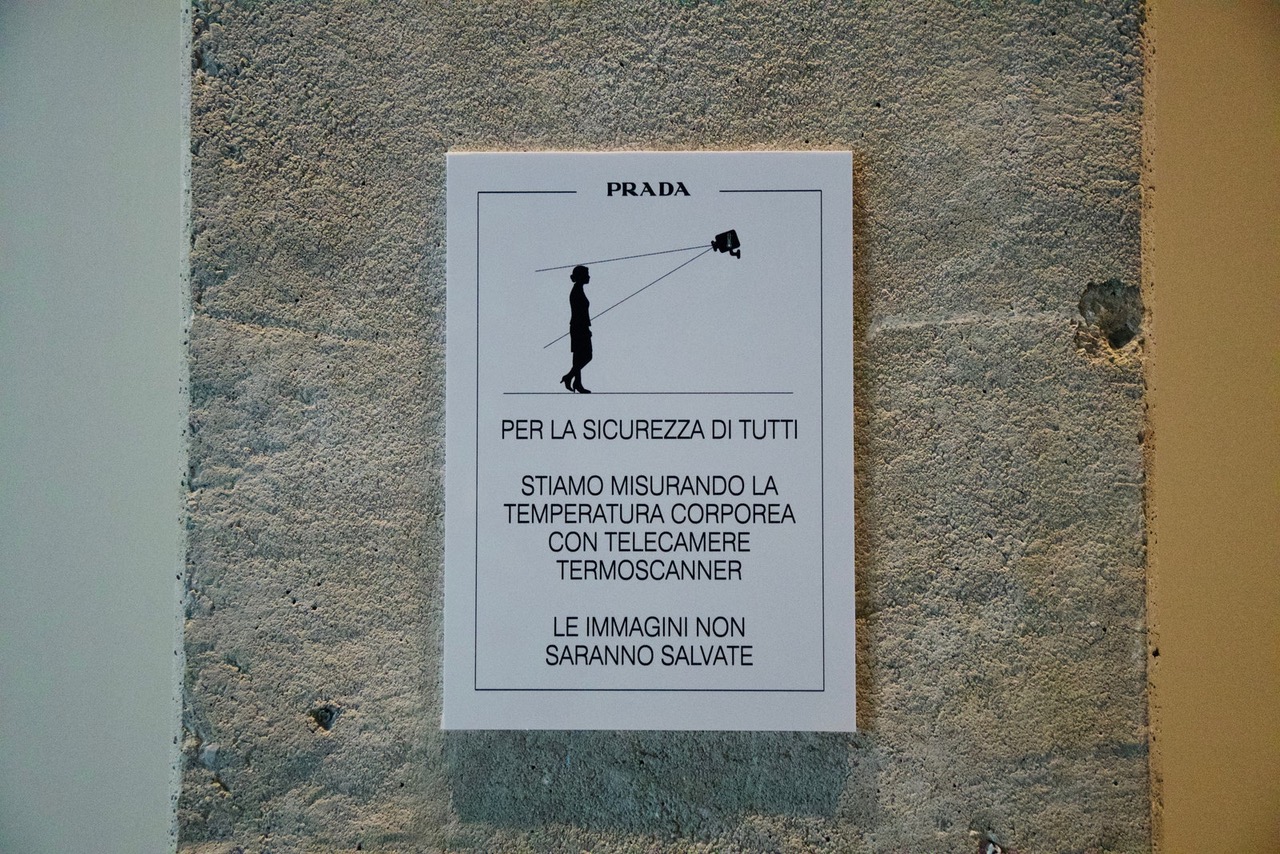 PRADA
PER LA SICUREZZA DI TUTTI
STIAMO MISURANDO LA
TEMPERATURA CORPOREA
CON TELECAMERE
TERMOSCANNER
LE IMMAGINI NON
SARANNO SALVATE